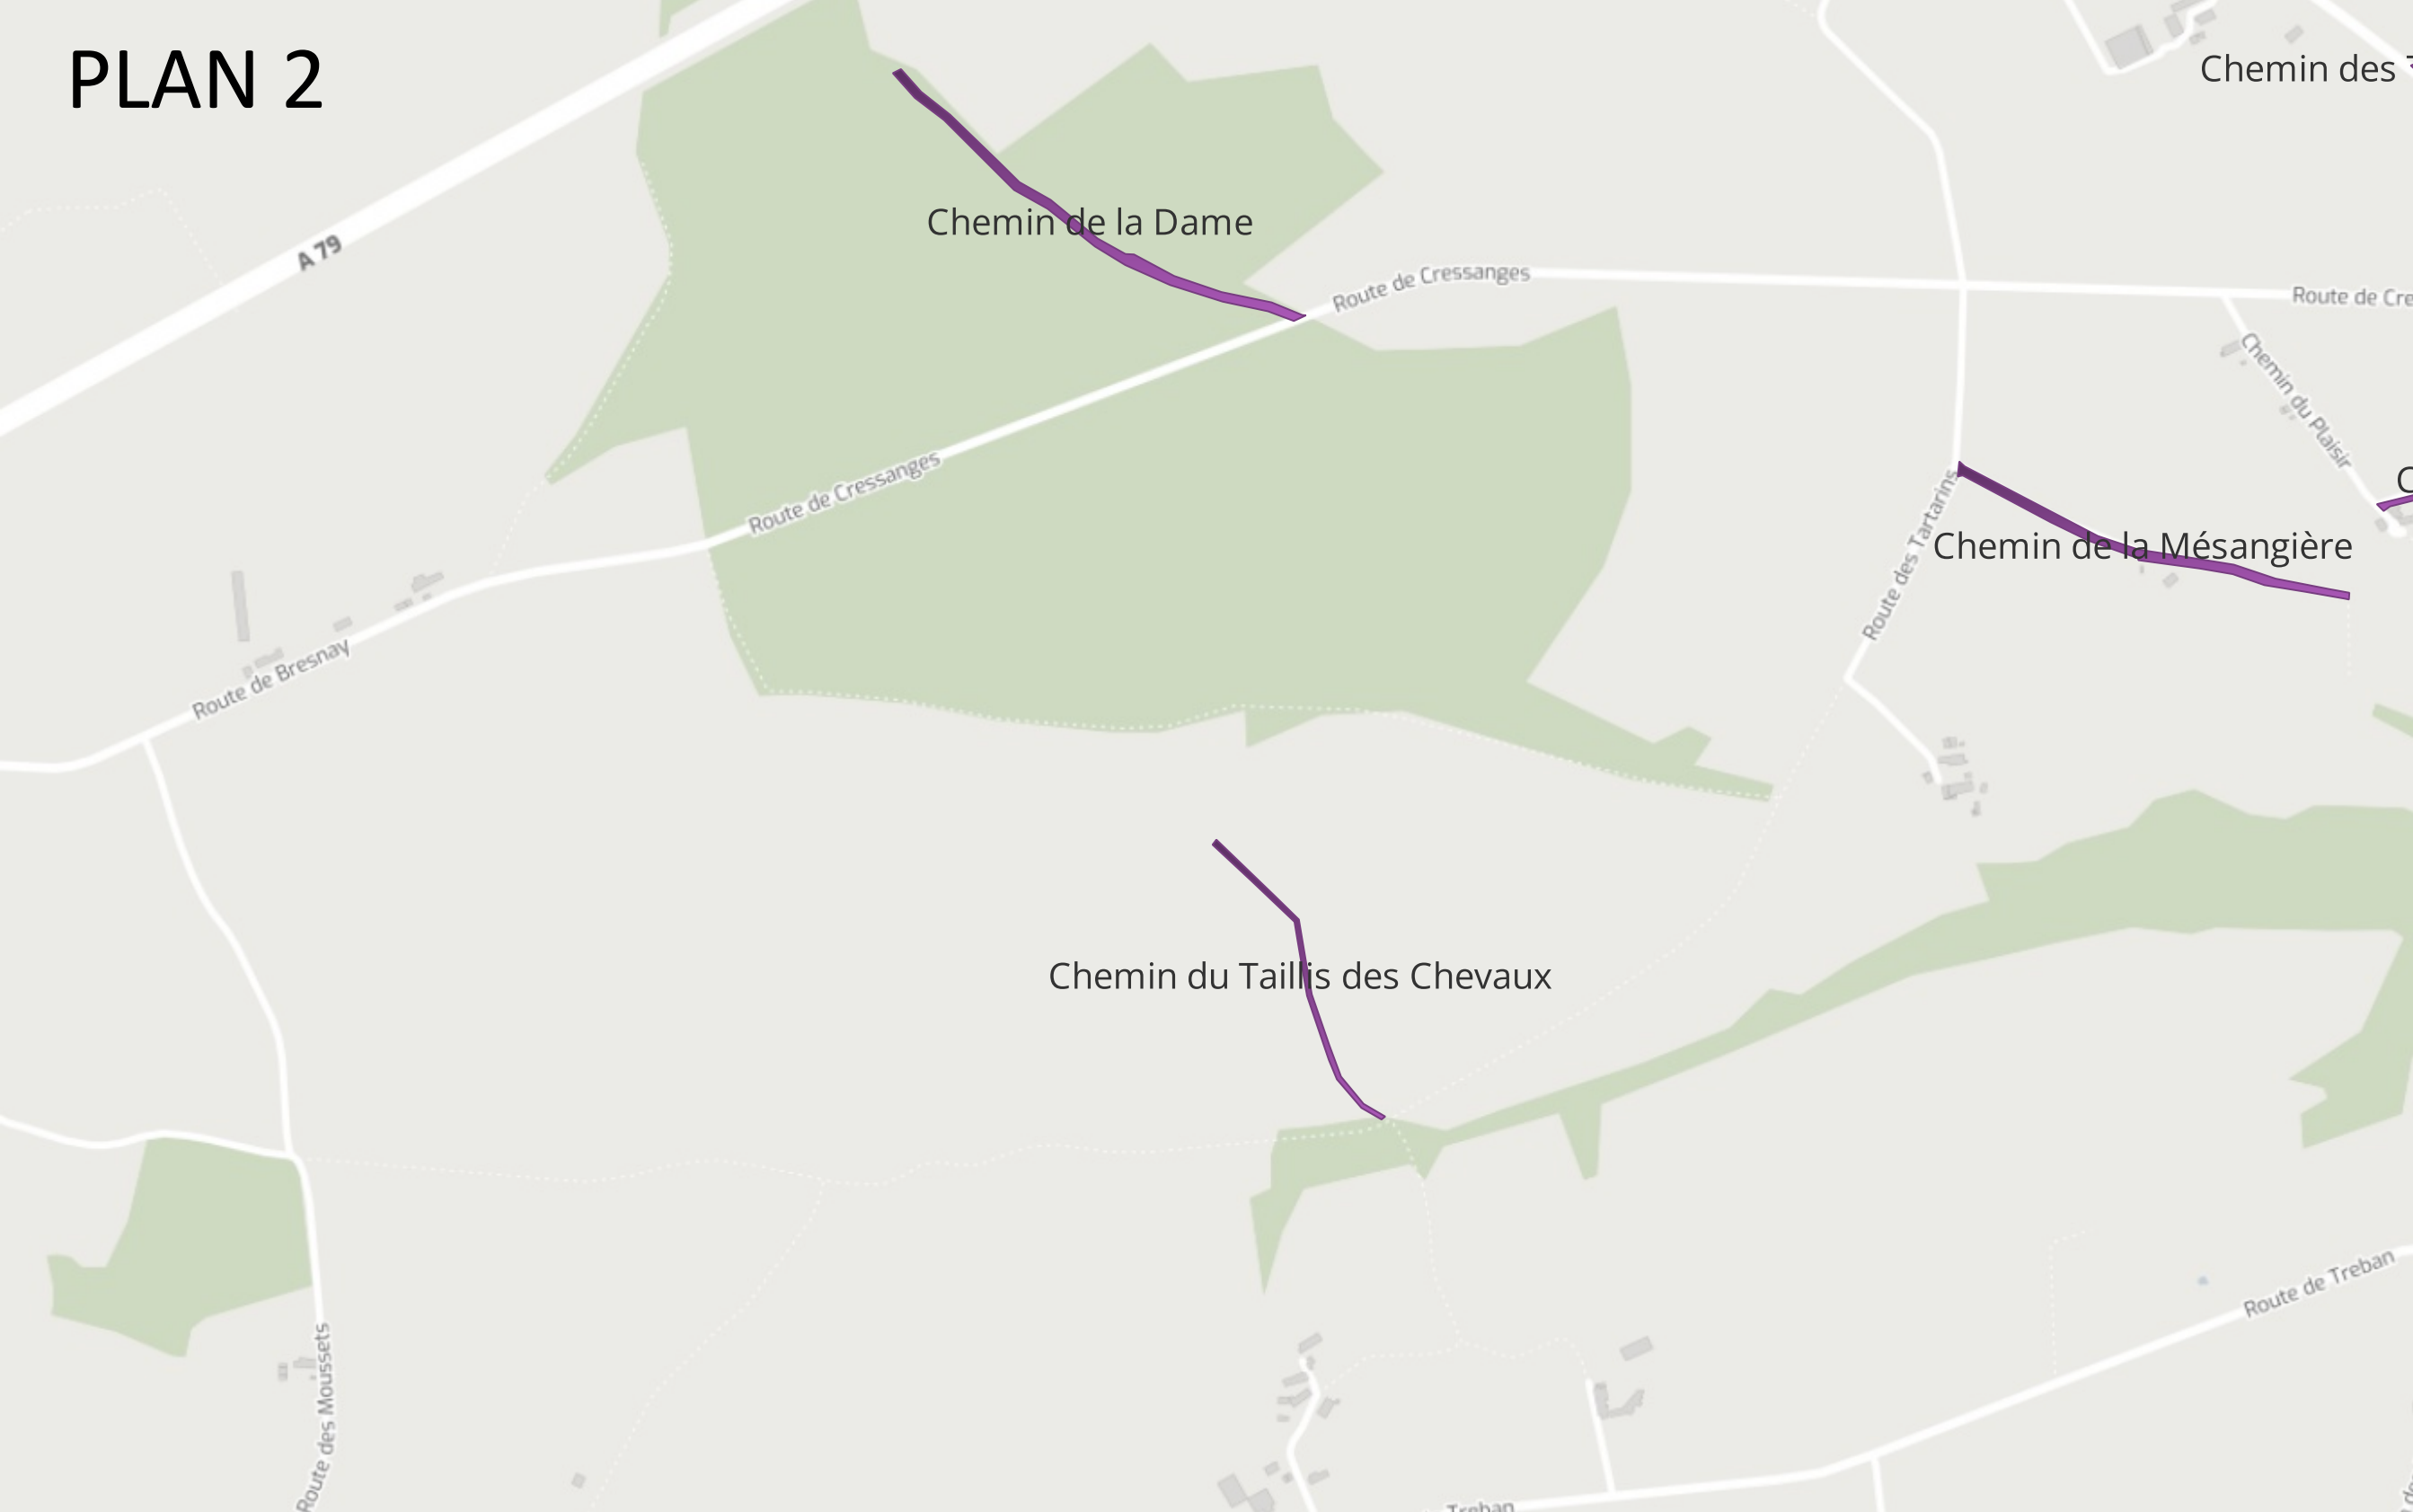 PLAN 2
Chemin des
Chemin de la Dame
A 79
Route de Cressanges
Route de Cre
Chemin du Plaisir
Route de Cressanges
C
Route des Tartarins
Chemin de la Mésangière
Route de Bresnay
Chemin du Taillis des Chevaux
Route de Treban
Route des Moussets
Treban